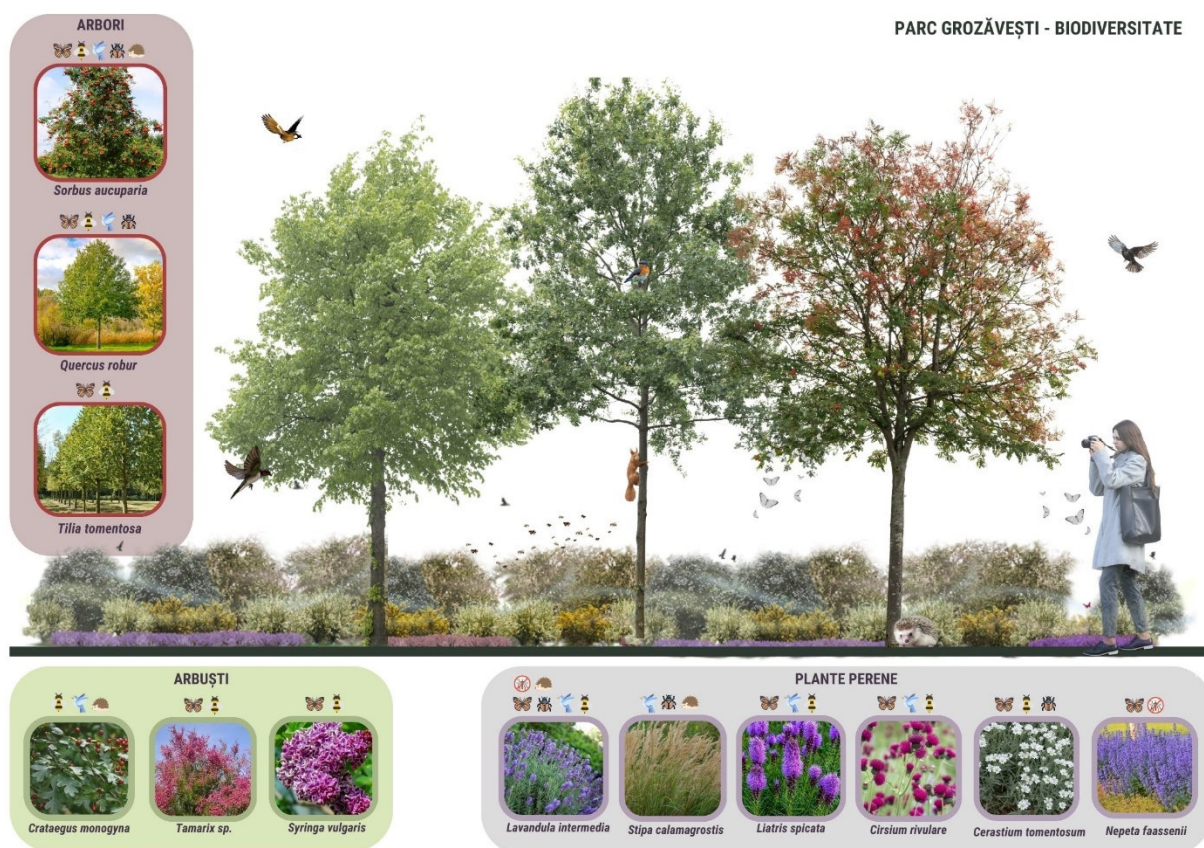 ARBORI
PARC GROZĂVEȘTI - BIODIVERSITATE
Sorbus aucuparia
Quercus robur
Tilia tomentosa
ARBUȘTI
Crataegus monogyna
Tamarix sp.
Syringa vulgaris
PLANTE PERENE
Lavandula intermedia
Stipa calamagrostis
Liatris spicata
Cirsium rivulare
Cerastium tomentosum
Nepeta faassenii